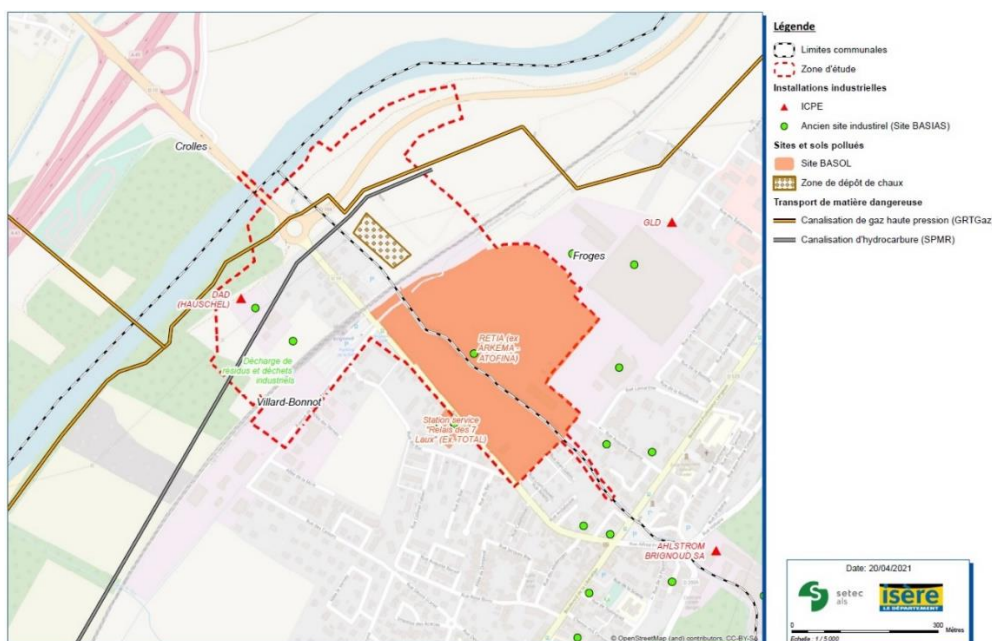 Crolles
GLD
Froges
DAD
(HAUSCHEL)
RETIA (ex
ARKEMA -
ATOFINA)
Décharge de
résidus et déchets
industriels
Villard-Bonnot
Station service
"Relais des 7
Laux" (Ex-TOTAL)
AHLSTROM
BRIGNOUD SA
© OpenStreetMap (and) contributors, CC-BY-SA
Légende
Limites communales
Zone d'étude
Installations industrielles
ICPE
Ancien site industirel (Site BASIAS)
Sites et sols pollués
Site BASOL
Zone de dépôt de chaux
Transport de matière dangereuse
Canalisation de gaz haute pression (GRTGaz
Canalisation d'hydrocarbure (SPMR)
Date: 20/04/2021
setec
als
isère
LE DÉPARTEMENT
0 300 Mètres
Echelle : 1 / 5 000